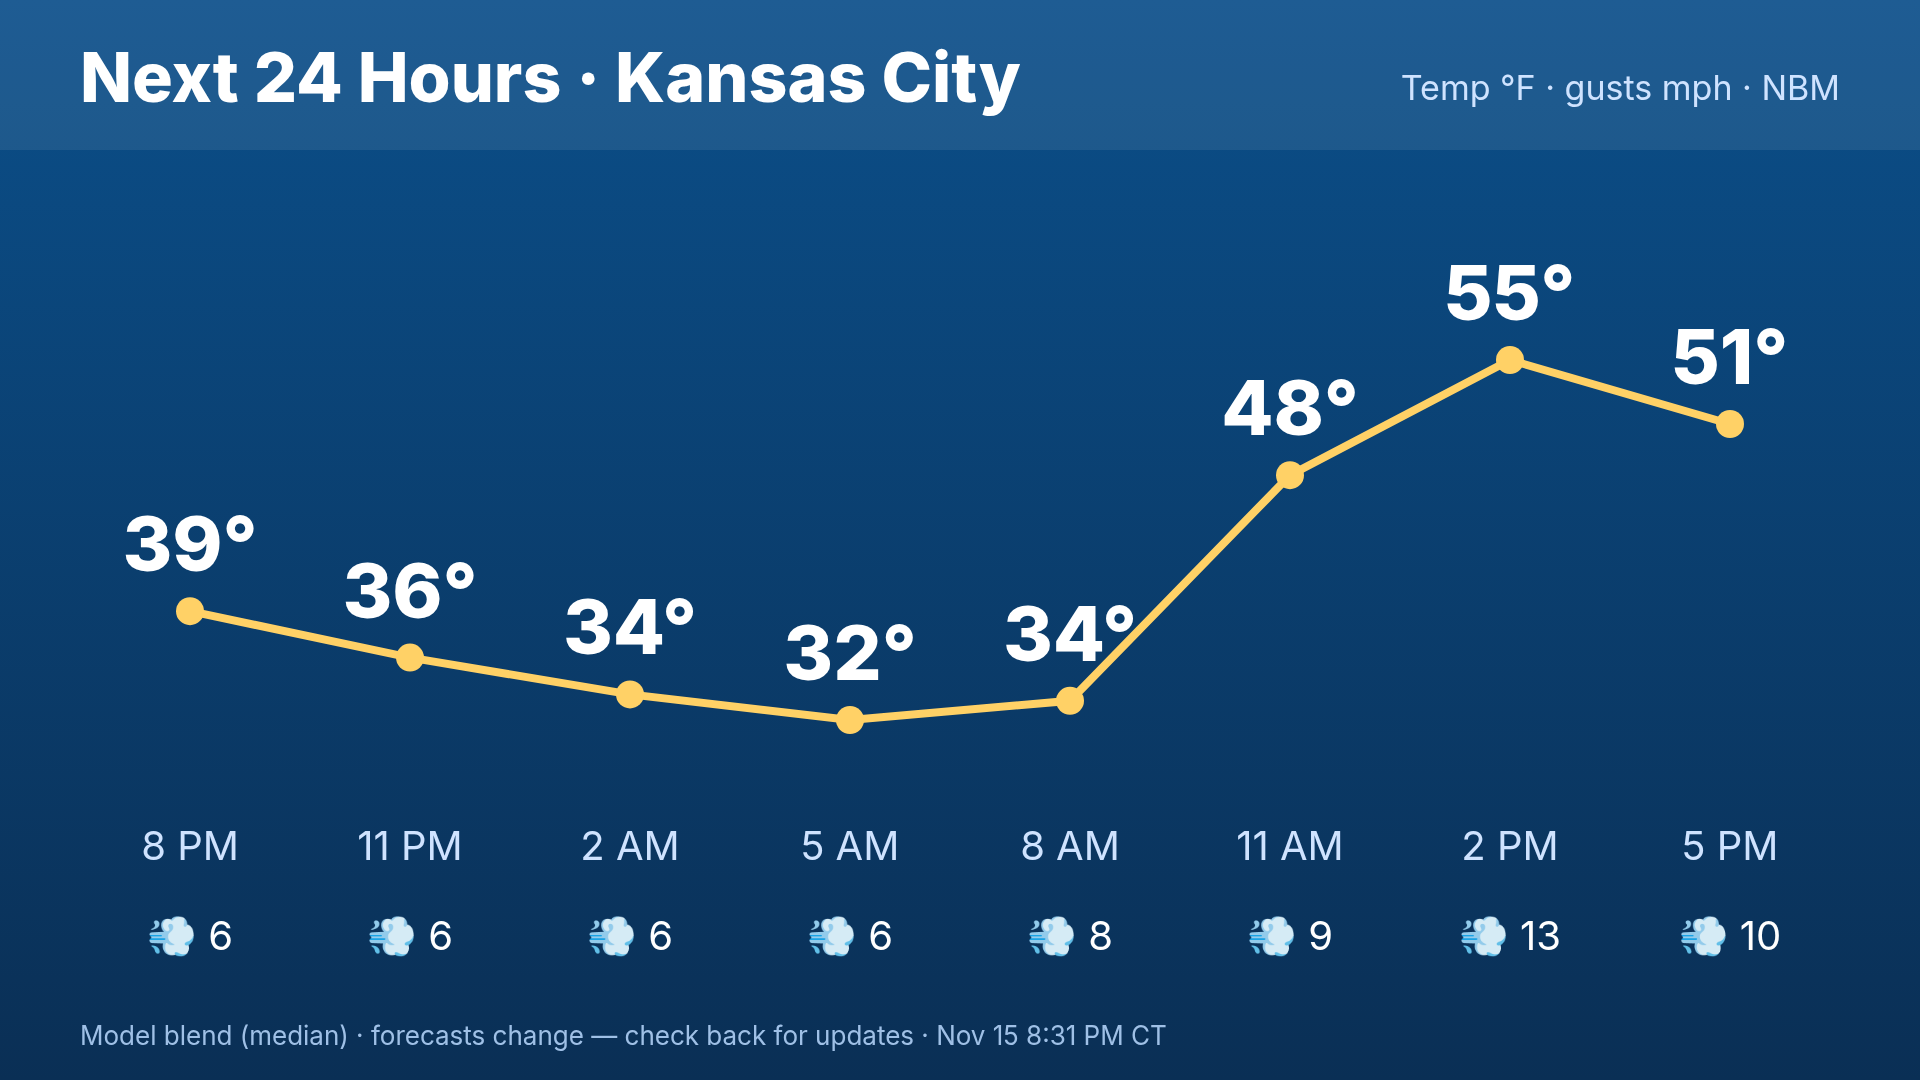 Next 24 Hours · Kansas City
Temp °F · gusts mph · NBM
55°
51°
48°
39°
36°
34°
32°
34°
8 PM 11 PM 2 AM 5 AM 8 AM 11 AM 2 PM 5 PM
💨 6 💨 6 💨 6 💨 6 💨 8 💨 9 💨 13 💨 10
Model blend (median) · forecasts change — check back for updates · Nov 15 8:31 PM CT